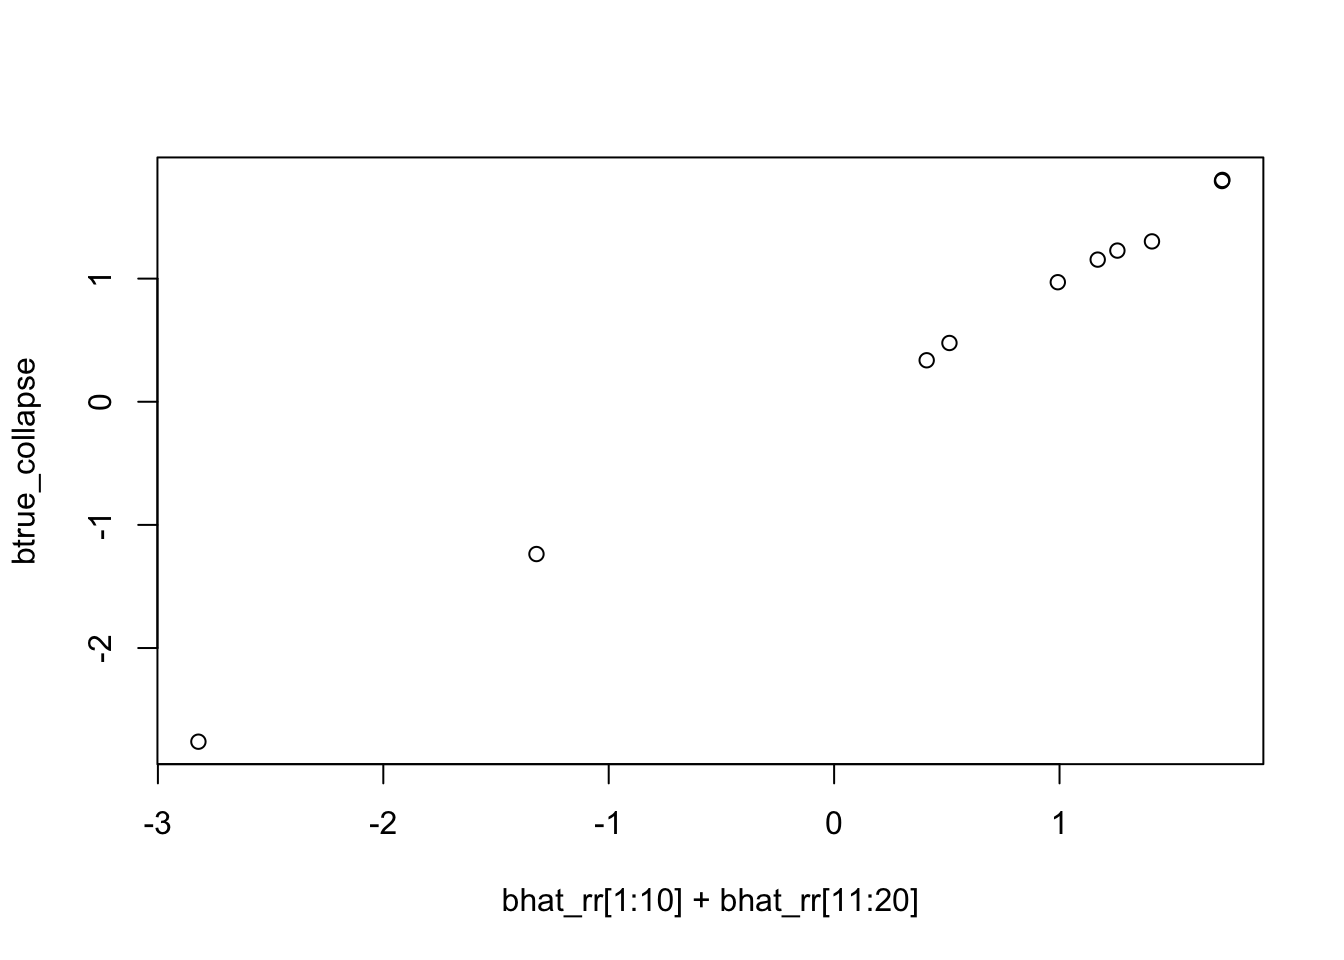 1
0
-1
-2
btrue_collapse
-3 -2 -1 0 1
bhat_rr[1:10] + bhat_rr[11:20]